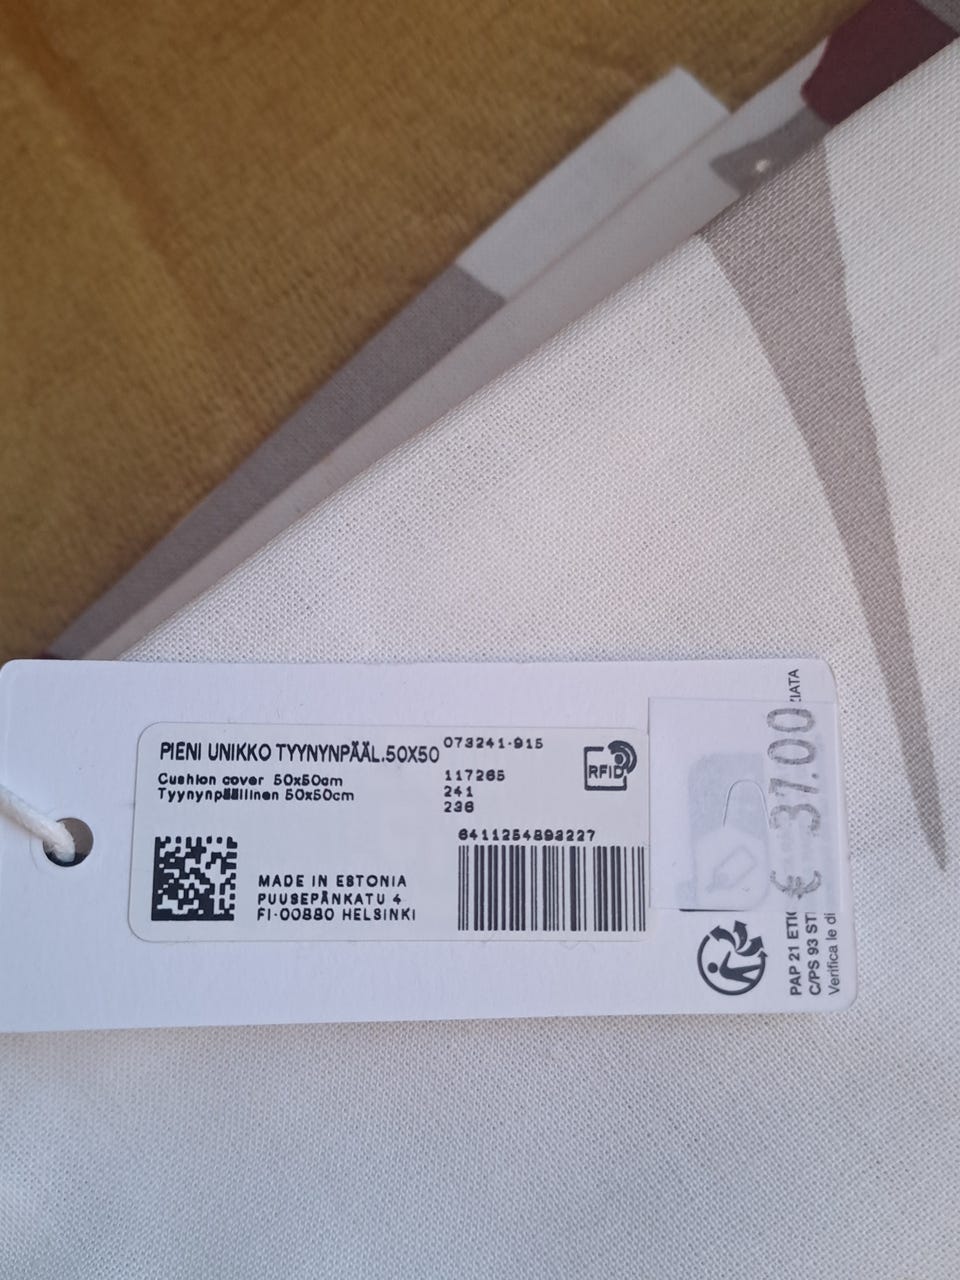 PIENI UNIKKO TYYNYNPÄÄL.50X50
073241-915
Cushion cover 50x50cm
Tyynynpäällinen 50x50cm
117265
241
236
6411254893227
MADE IN ESTONIA
PUUSEPÄNKATU 4
FI-00880 HELSINKI
RFID
€ 37.00
PAP 21
C/PS 93
Verifica le